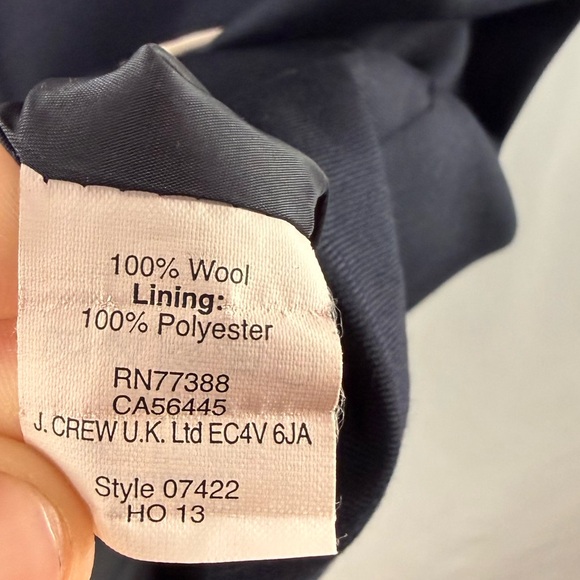 100% Wool
Lining:
100% Polyester
RN77388
CA56445
J. CREW U.K. Ltd EC4V 6JA
Style 07422
HO 13